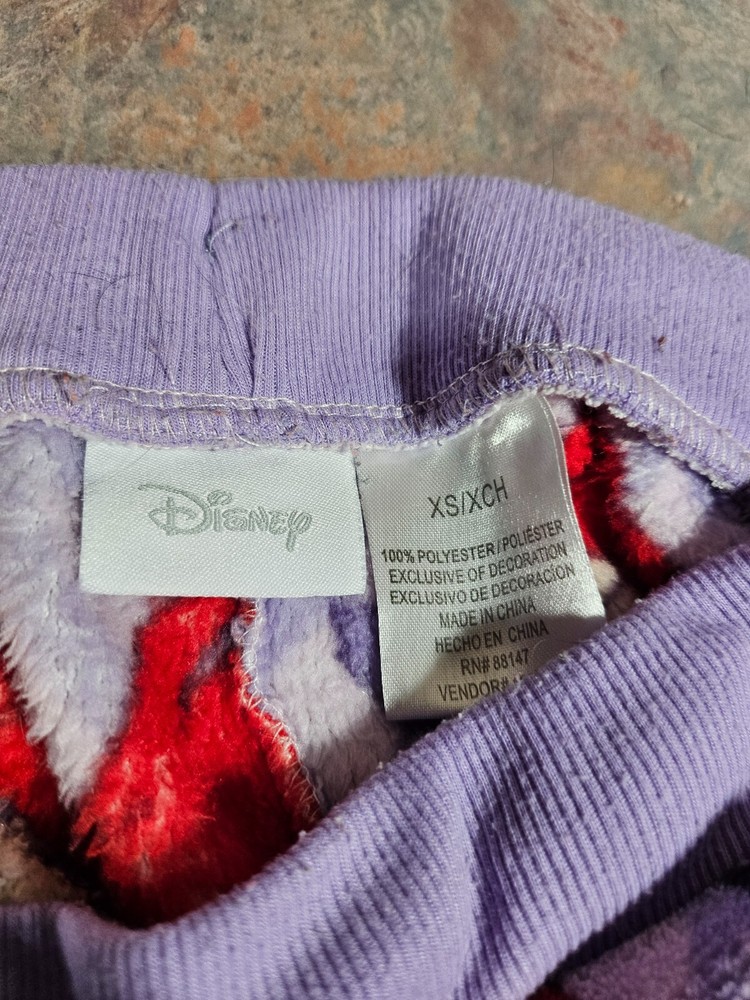 Disney
XS/XCH
100% POLYESTER/POLIÉSTER
EXCLUSIVE OF DECORATION
EXCLUSIVO DE DECORACIÓN
MADE IN CHINA
HECHO EN CHINA
RN# 88147
VENDOR#